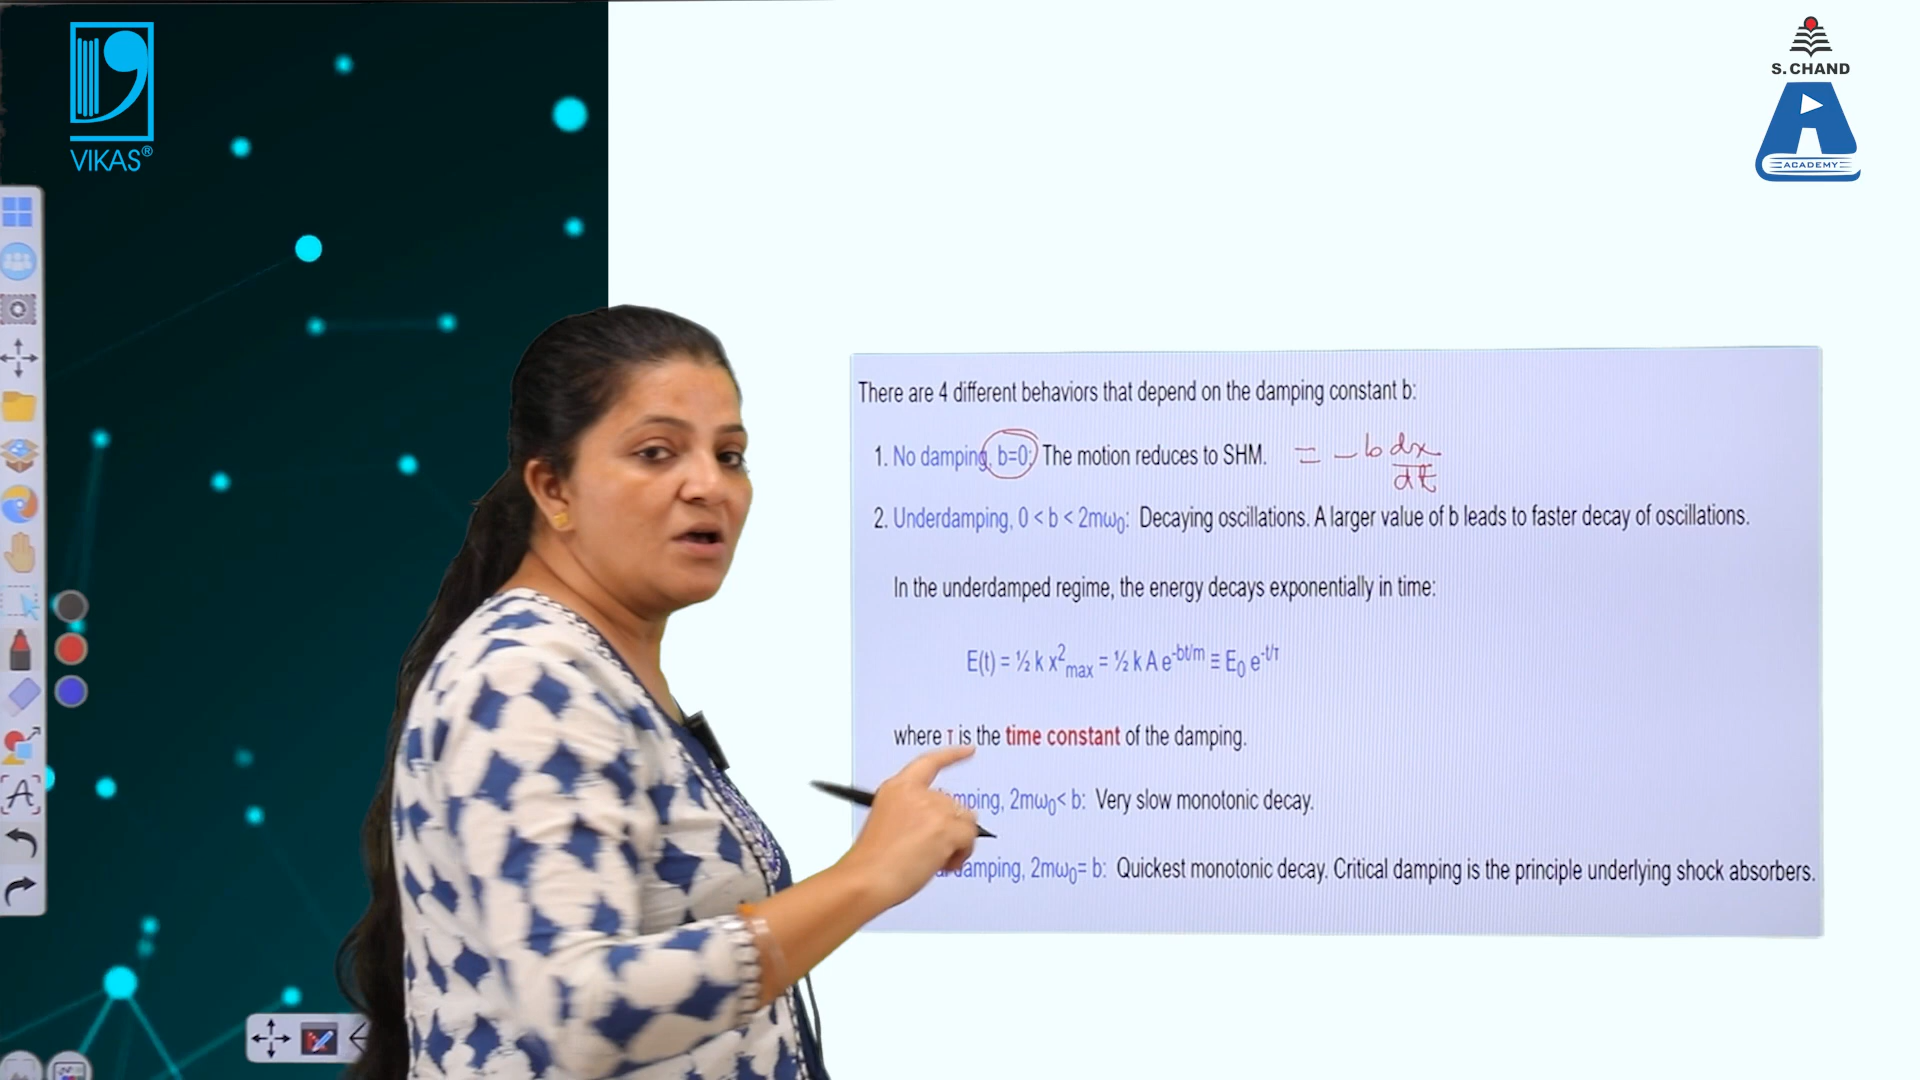 VIKAS®
S. CHAND
ACADEMY
There are 4 different behaviors that depend on the damping constant b:
1. No damping, b=0: The motion reduces to SHM. = -b dx/dt
2. Underdamping, 0 < b < 2mω₀: Decaying oscillations. A larger value of b leads to faster decay of oscillations.
In the underdamped regime, the energy decays exponentially in time:
E(t) = ½ k x²max = ½ k A e^-bt/m ≡ E₀ e^-t/τ
where τ is the time constant of the damping.
2mω₀< b: Very slow monotonic decay.
damping, 2mω₀= b: Quickest monotonic decay. Critical damping is the principle underlying shock absorbers.